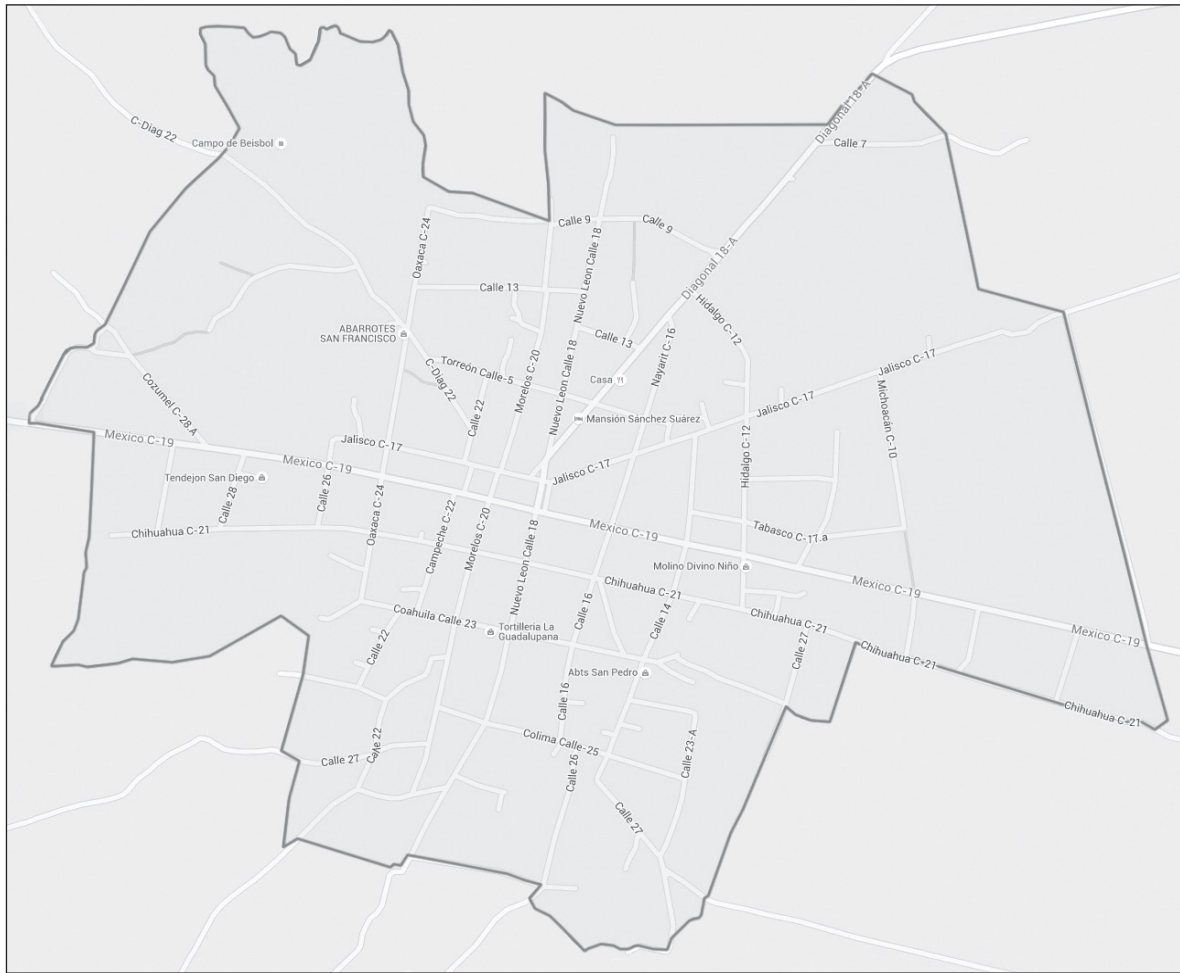 Diagonal 18-A
C-Diag 22
Campo de Beisbol
Calle 7
Calle 9
Calle 9
Oaxaca C-24
Nuevo Leon Calle 18
Diagonal 18-A
Calle 13
Hidalgo C-12
ABARROTES
SAN FRANCISCO
Calle 13
Nayarit C-16
Jalisco C-17
Torreón Calle-5
C-Diag 22
Morelos C-20
Nuevo Leon Calle 18
Casa
Cozumel C-28 A
Calle 22
Mansión Sánchez Suárez
Jalisco C-17
Michoacán C-10
Mexico C-19
Jalisco C-17
Mexico C-19
Jalisco C-17
Hidalgo C-12
Tendejon San Diego
Calle 28
Calle 26
Oaxaca C-24
Campeche C-22
Morelos C-20
Nuevo Leon Calle 18
Mexico C-19
Tabasco C-17.a
Chihuahua C-21
Molino Divino Niño
Mexico C-19
Chihuahua C-21
Coahuila Calle 23
Calle 16
Calle 14
Chihuahua C-21
Mexico C-19
Tortilleria La
Guadalupana
Calle 22
Calle 27
Chihuahua C-21
Abts San Pedro
Calle 16
Chihuahua C-21
Calle 22
Colima Calle-25
Calle 23-A
Calle 27
Calle 26
Calle 27